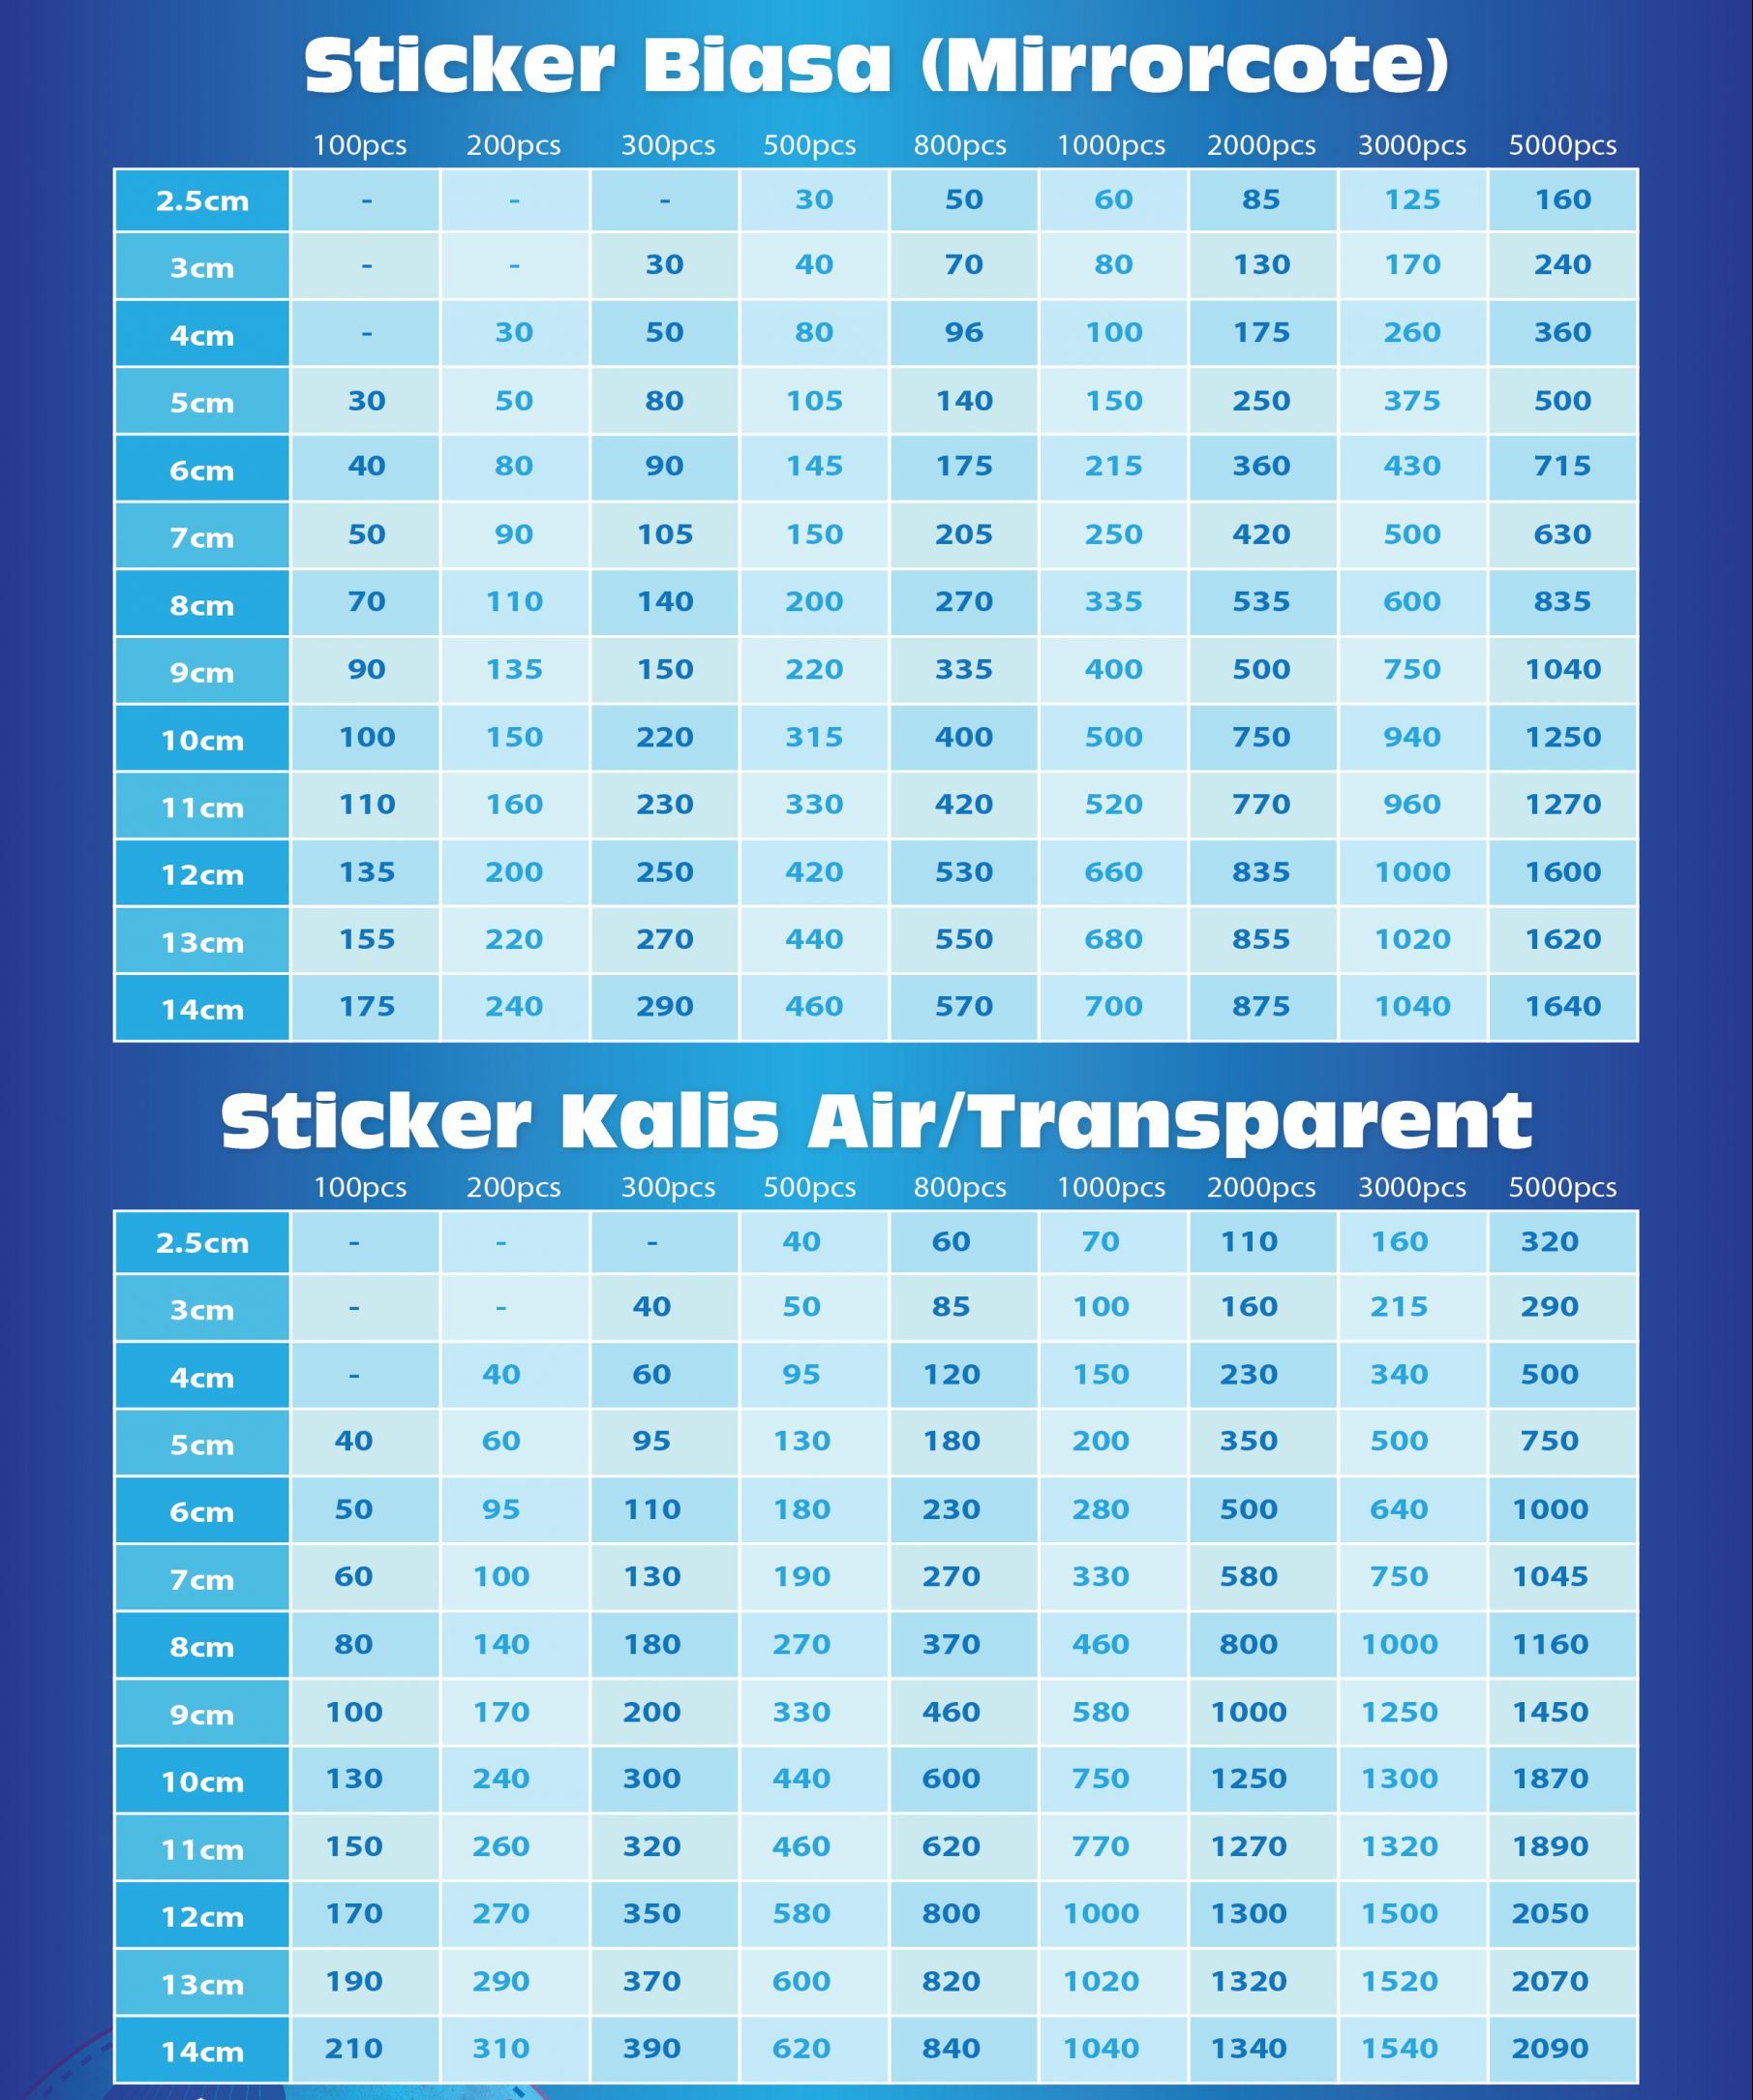 Sticker Biasa (Mirrorcote)
100pcs 200pcs 300pcs 500pcs 800pcs 1000pcs 2000pcs 3000pcs 5000pcs
2.5cm - - - 30 50 60 85 125 160
3cm - - 30 40 70 80 130 170 240
4cm - 30 50 80 96 100 175 260 360
5cm 30 50 80 105 140 150 250 375 500
6cm 40 80 90 145 175 215 360 430 715
7cm 50 90 105 150 205 250 420 500 630
8cm 70 110 140 200 270 335 535 600 835
9cm 90 135 150 220 335 400 500 750 1040
10cm 100 150 220 315 400 500 750 940 1250
11cm 110 160 230 330 420 520 770 960 1270
12cm 135 200 250 420 530 660 835 1000 1600
13cm 155 220 270 440 550 680 855 1020 1620
14cm 175 240 290 460 570 700 875 1040 1640
Sticker Kalis Air/Transparent
100pcs 200pcs 300pcs 500pcs 800pcs 1000pcs 2000pcs 3000pcs 5000pcs
2.5cm - - - 40 60 70 110 160 320
3cm - - 40 50 85 100 160 215 290
4cm - 40 60 95 120 150 230 340 500
5cm 40 60 95 130 180 200 350 500 750
6cm 50 95 110 180 230 280 500 640 1000
7cm 60 100 130 190 270 330 580 750 1045
8cm 80 140 180 270 370 460 800 1000 1160
9cm 100 170 200 330 460 580 1000 1250 1450
10cm 130 240 300 440 600 750 1250 1300 1870
11cm 150 260 320 460 620 770 1270 1320 1890
12cm 170 270 350 580 800 1000 1300 1500 2050
13cm 190 290 370 600 820 1020 1320 1520 2070
14cm 210 310 390 620 840 1040 1340 1540 2090